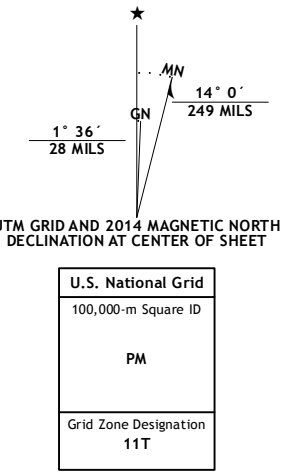 MN
GN
14° 0´
249 MILS
1° 36´
28 MILS
UTM GRID AND 2014 MAGNETIC NORTH
DECLINATION AT CENTER OF SHEET
U.S. National Grid
100,000-m Square ID
PM
Grid Zone Designation
11T